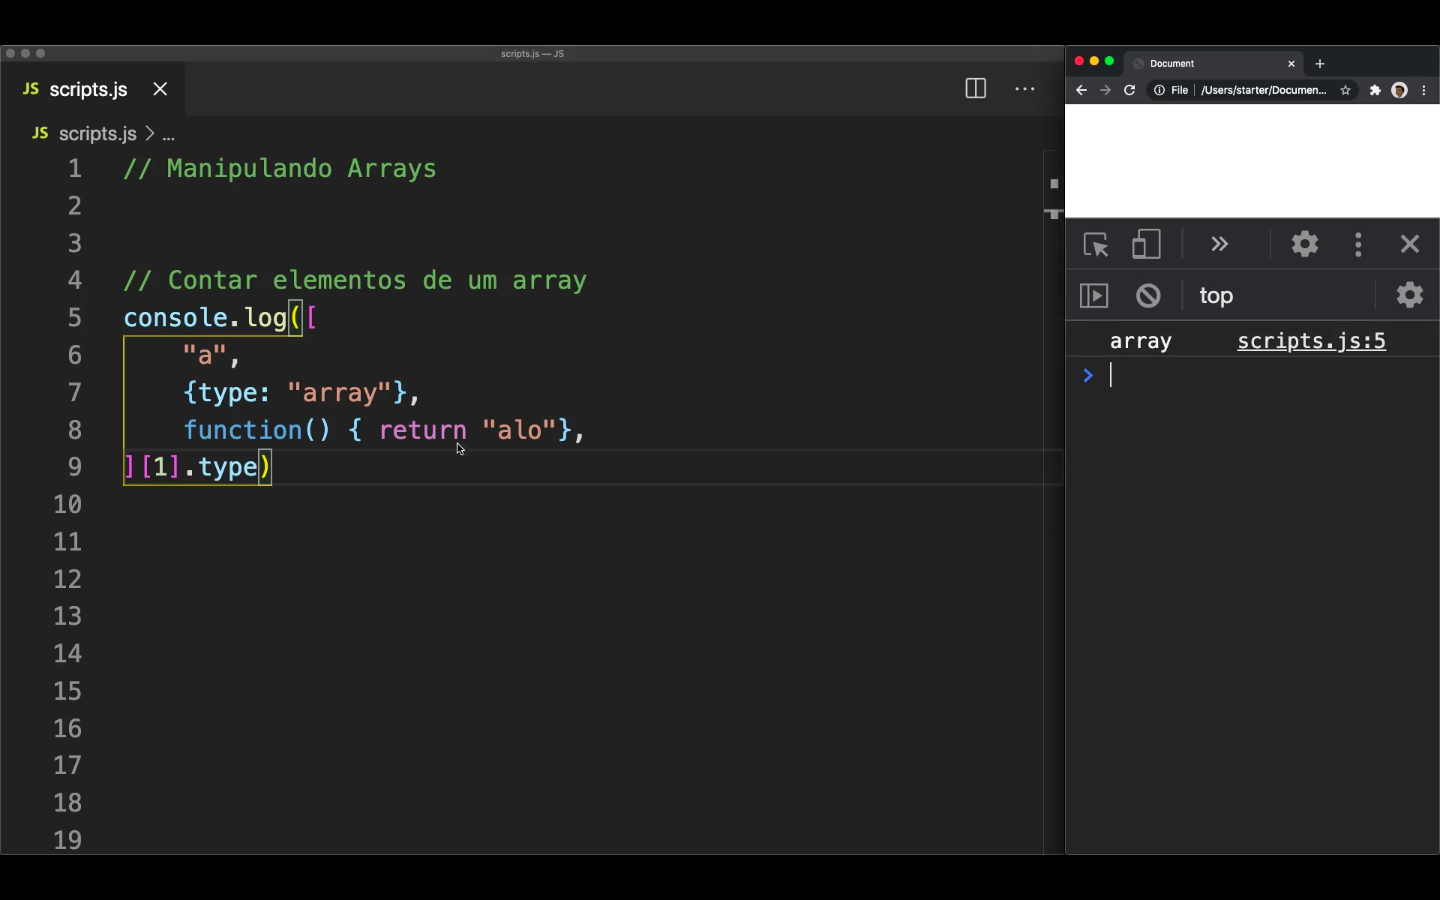 scripts.js — JS
JS scripts.js
JS scripts.js > ...
1 // Manipulando Arrays
2
3
4 // Contar elementos de um array
5 console.log([
6 "a",
7 {type: "array"},
8 function() { return "alo"},
9 ][1].type)
10
11
12
13
14
15
16
17
18
19
Document
File /Users/starter/Documen...
top
array scripts.js:5
>